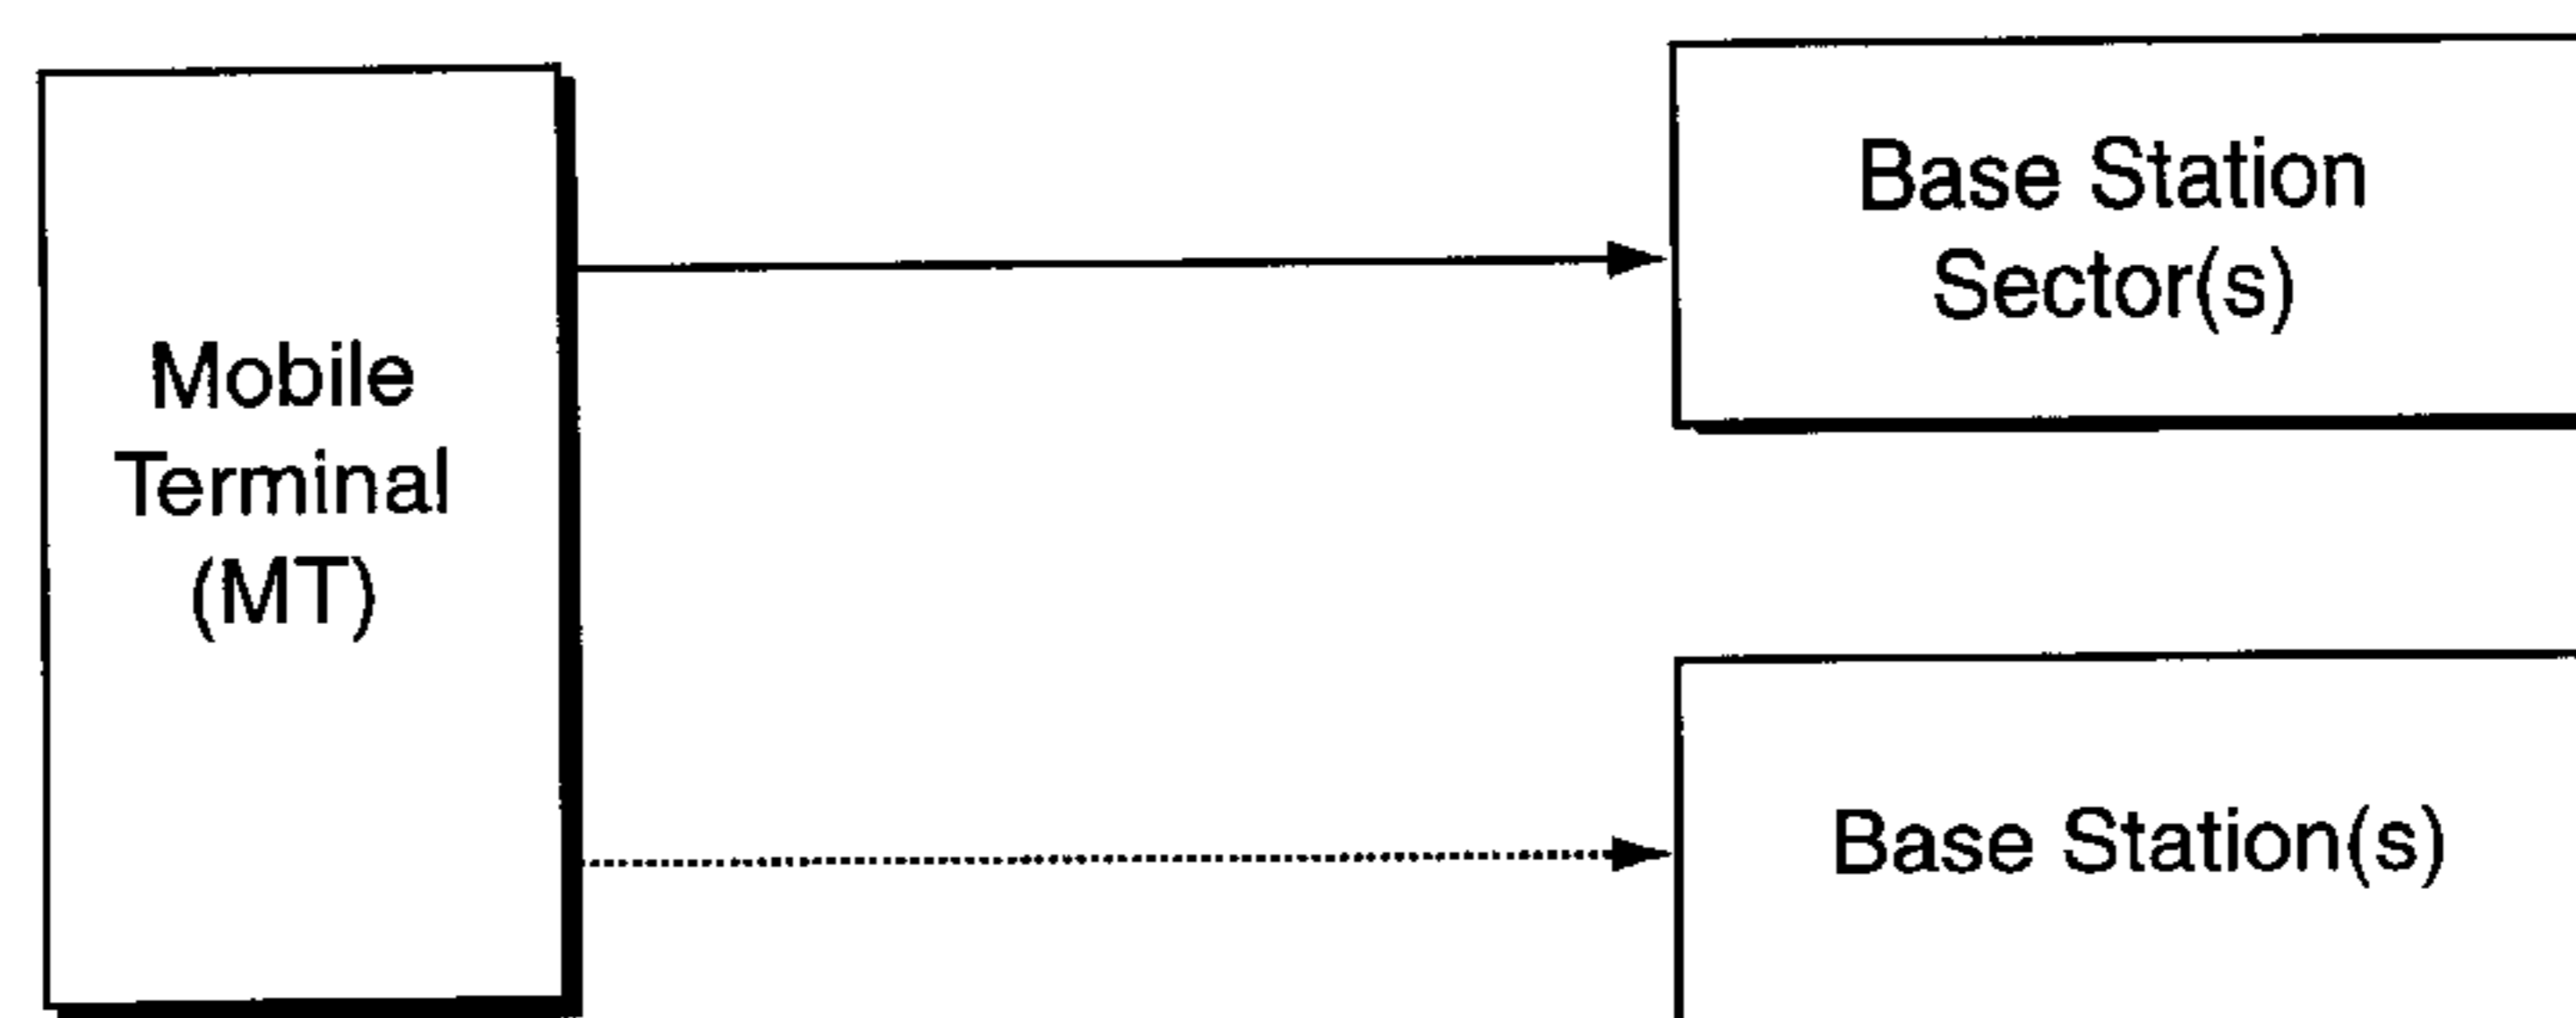 Mobile
Terminal
(MT)
Base Station
Sector(s)
Base Station(s)